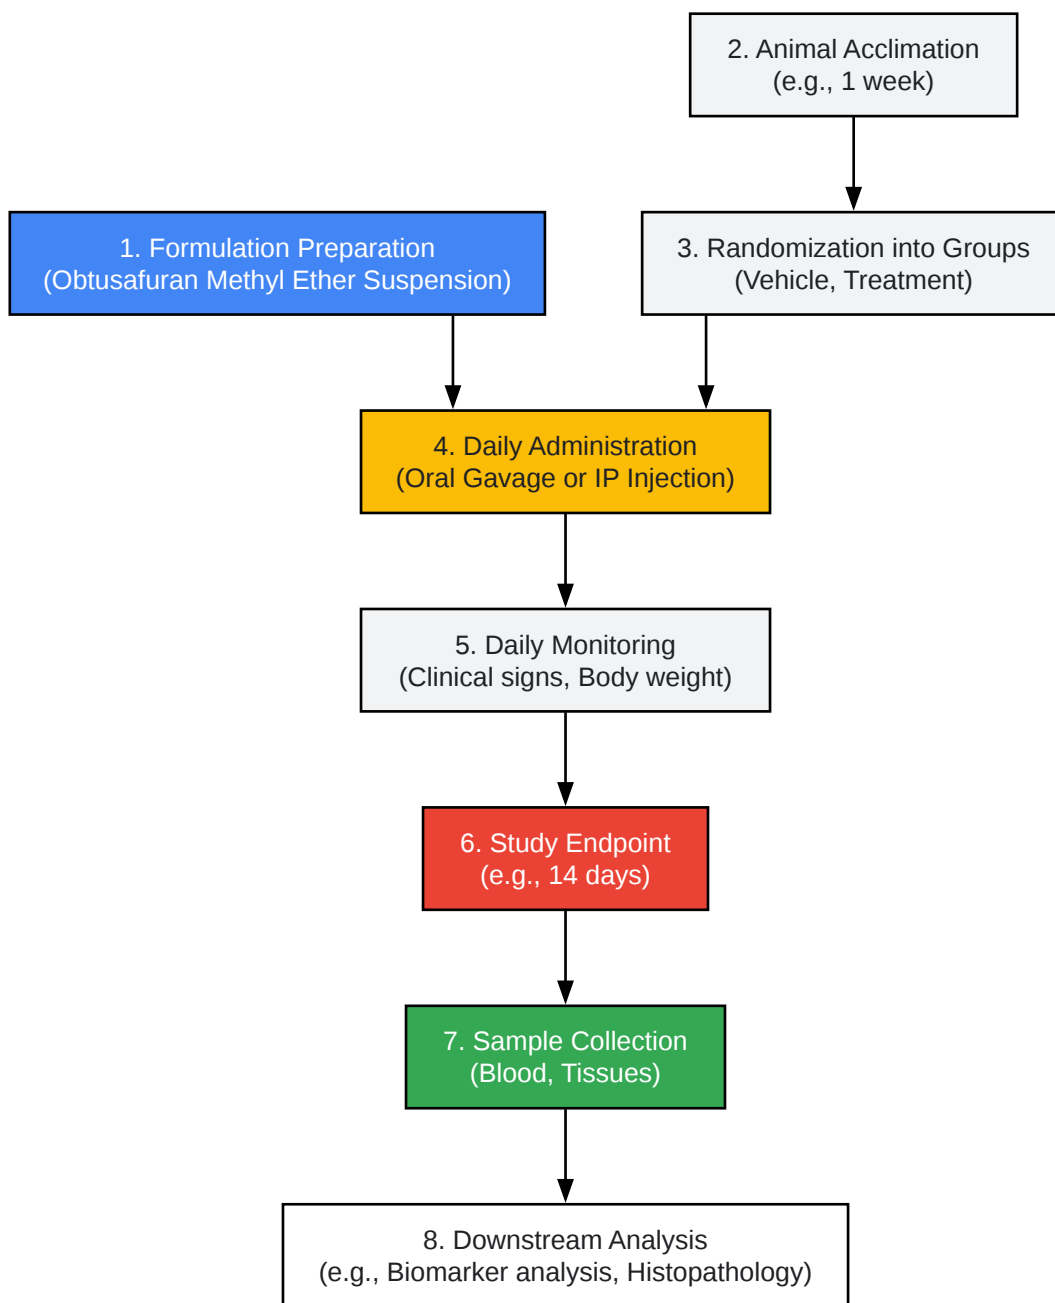 2. Animal Acclimation
(e.g., 1 week)
1. Formulation Preparation
(Obtusafuran Methyl Ether Suspension)
3. Randomization into Groups
(Vehicle, Treatment)
4. Daily Administration
(Oral Gavage or IP Injection)
5. Daily Monitoring
(Clinical signs, Body weight)
6. Study Endpoint
(e.g., 14 days)
7. Sample Collection
(Blood, Tissues)
8. Downstream Analysis
(e.g., Biomarker analysis, Histopathology)